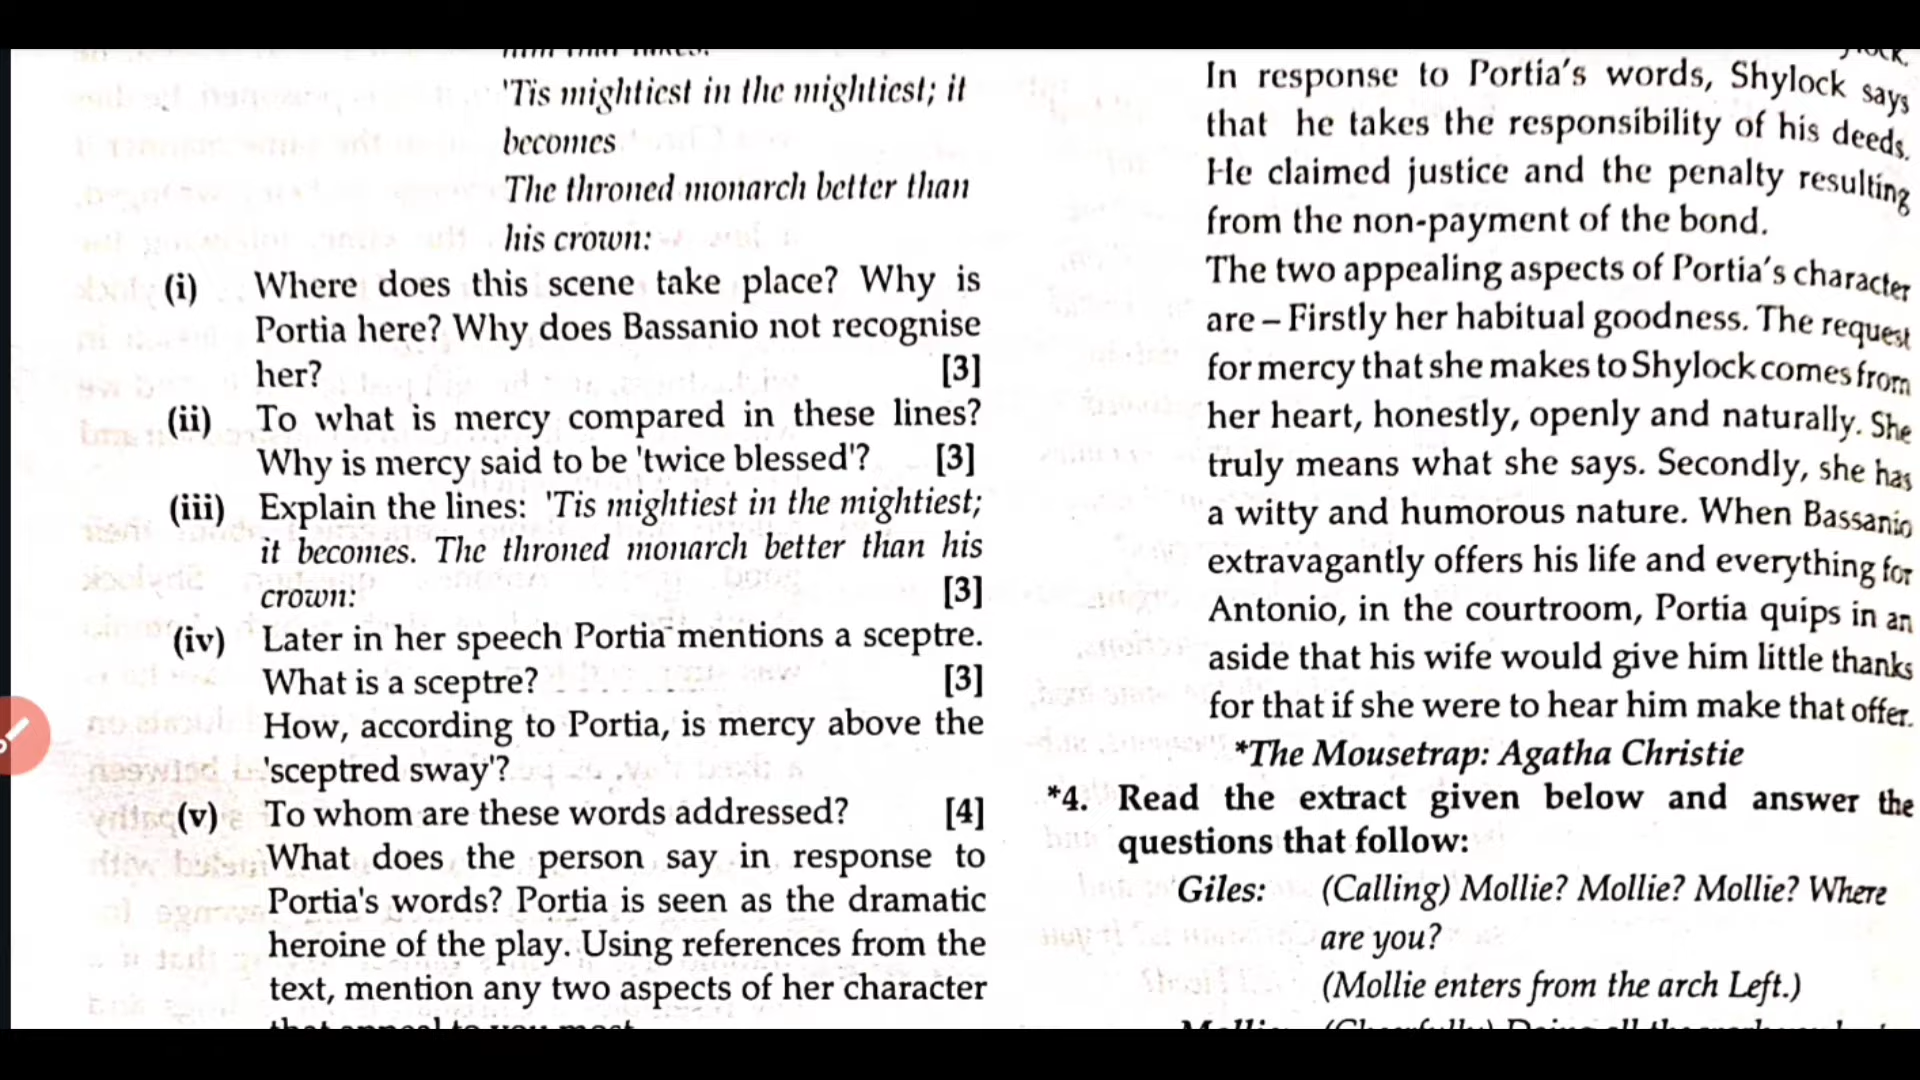 him that takes:
'Tis mightiest in the mightiest; it
becomes
The throned monarch better than
his crown:
(i) Where does this scene take place? Why is
Portia here? Why does Bassanio not recognise
her? [3]
(ii) To what is mercy compared in these lines?
Why is mercy said to be 'twice blessed'? [3]
(iii) Explain the lines: 'Tis mightiest in the mightiest;
it becomes. The throned monarch better than his
crown: [3]
(iv) Later in her speech Portia mentions a sceptre.
What is a sceptre? [3]
How, according to Portia, is mercy above the
'sceptred sway'?
(v) To whom are these words addressed? [4]
What does the person say in response to
Portia's words? Portia is seen as the dramatic
heroine of the play. Using references from the
text, mention any two aspects of her character
that appeal to you most.
In response to Portia's words, Shylock says
that he takes the responsibility of his deeds.
He claimed justice and the penalty resulting
from the non-payment of the bond.
The two appealing aspects of Portia's character
are – Firstly her habitual goodness. The request
for mercy that she makes to Shylock comes from
her heart, honestly, openly and naturally. She
truly means what she says. Secondly, she has
a witty and humorous nature. When Bassanio
extravagantly offers his life and everything for
Antonio, in the courtroom, Portia quips in an
aside that his wife would give him little thanks
for that if she were to hear him make that offer.
*The Mousetrap: Agatha Christie
*4. Read the extract given below and answer the
questions that follow:
Giles: (Calling) Mollie? Mollie? Mollie? Where
are you?
(Mollie enters from the arch Left.)
Mollie: (Cheerfully) Doing all the